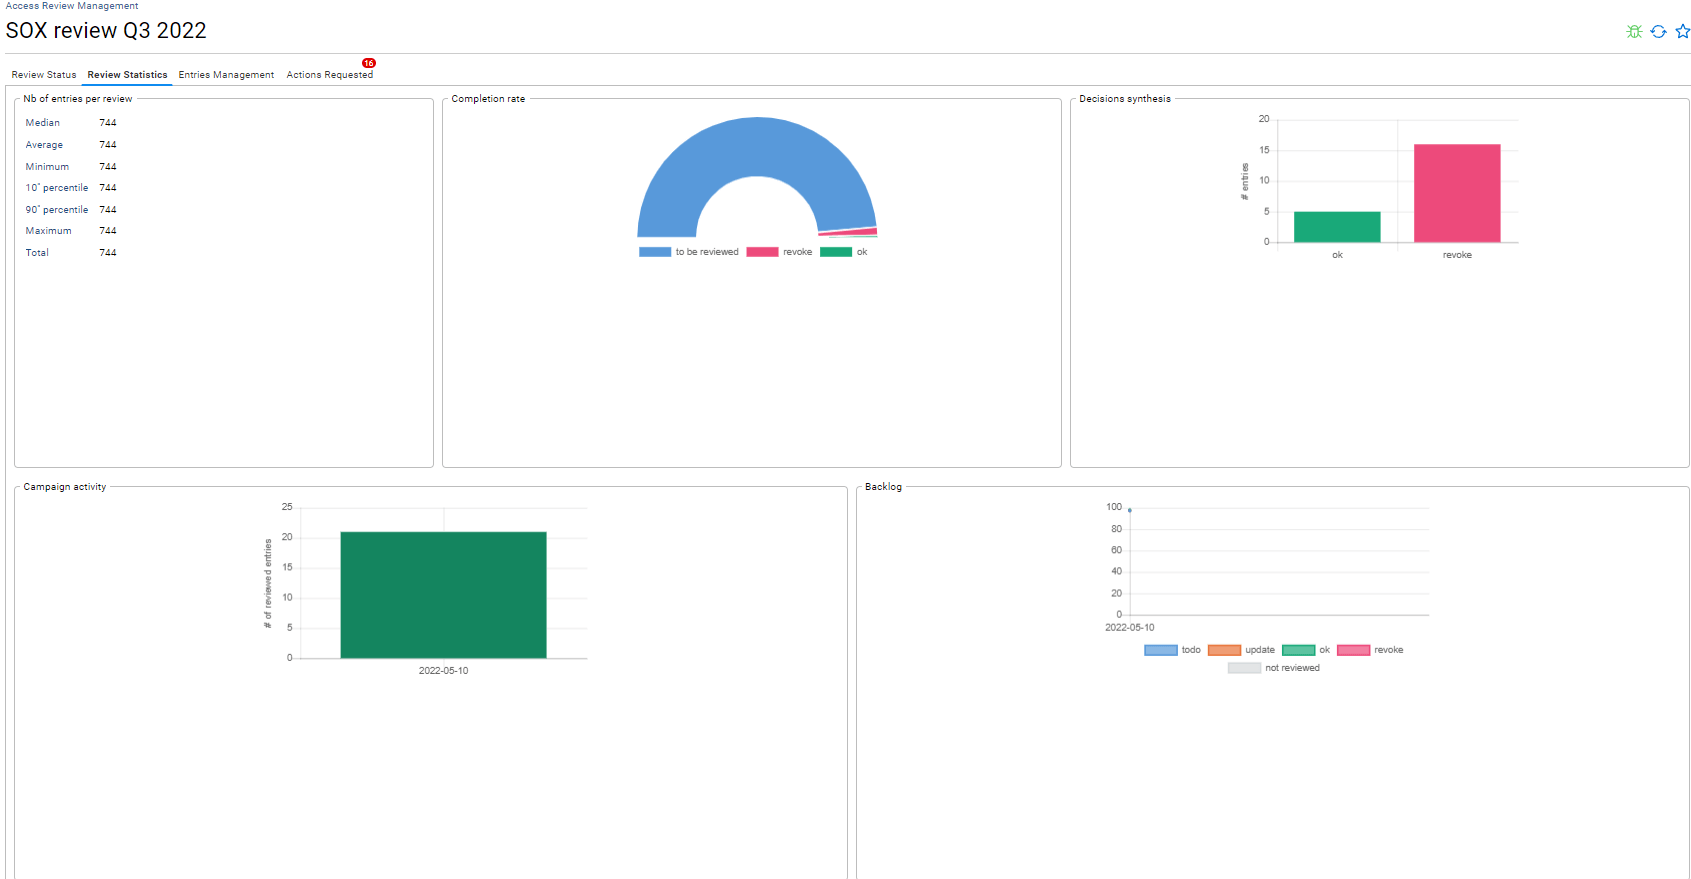 Access Review Management
SOX review Q3 2022
Review Status Review Statistics Entries Management Actions Requested 16
Nb of entries per review
Median 744
Average 744
Minimum 744
10˚ percentile 744
90˚ percentile 744
Maximum 744
Total 744
Completion rate
to be reviewed revoke ok
Decisions synthesis
# entries
20
15
10
5
0
ok revoke
Campaign activity
# of reviewed entries
25
20
15
10
5
0
2022-05-10
Backlog
100
80
60
40
20
0
2022-05-10
todo update ok revoke
not reviewed